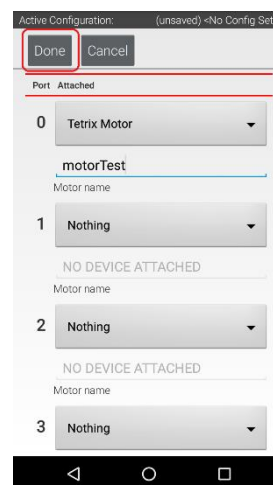 Active Configuration: (unsaved) <No Config Set
Done Cancel
Port Attached
0 Tetrix Motor
motorTest
Motor name
1 Nothing
NO DEVICE ATTACHED
Motor name
2 Nothing
NO DEVICE ATTACHED
Motor name
3 Nothing